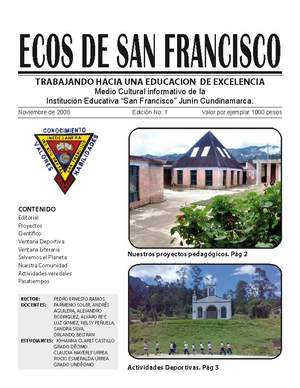 ECOS DE SAN FRANCISCO
TRABAJANDO HACIA UNA EDUCACION DE EXCELENCIA
Medio Cultural informativo de la
Institución Educativa "San Francisco" Junín Cundinamarca.
Noviembre de 2008 Edición No. 1 Valor por ejemplar 1000 pesos
CONOCIMIENTO
VALORES
HABILIDADES
CONTENIDO
Editorial
Proyectos
Científico
Ventana Deportiva
Ventana Literaria
Salvemos el Planeta
Nuestra Comunidad
Actividades veredales
Pasatiempos
Nuestros proyectos pedagógicos. Pág 2
RECTOR: PEDRO ERNESTO RAMOS.
DOCENTES: PARMENIO SOLER, ANDRÉS
AGUILERA, ALEJANDRO
RODRIGUEZ, ALVARO REY,
LUZ GOMEZ, NELSY PEÑUELA,
SANDRA SILVA,
ORLANDO BELTRAN
ESTUDIANTES: JOHANNA CLARET CASTILLO
GRADO DÉCIMO
CLAUDIA MAYERLY URREA
ROCIO ESMERALDA URREA
GRADO UNDÉCIMO
Actividades Deportivas. Pág 3